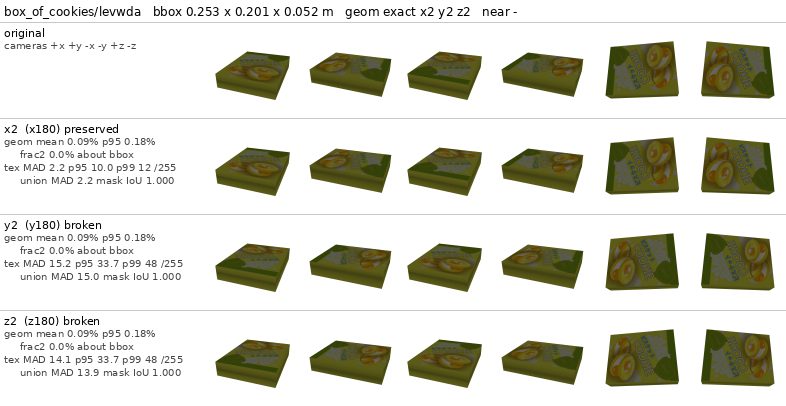 box_of_cookies/levwda bbox 0.253 x 0.201 x 0.052 m geom exact x2 y2 z2 near -
original
cameras +x +y -x -y +z -z
x2 (x180) preserved
geom mean 0.09% p95 0.18%
frac2 0.0% about bbox
tex MAD 2.2 p95 10.0 p99 12 /255
union MAD 2.2 mask IoU 1.000
y2 (y180) broken
geom mean 0.09% p95 0.18%
frac2 0.0% about bbox
tex MAD 15.2 p95 33.7 p99 48 /255
union MAD 15.0 mask IoU 1.000
z2 (z180) broken
geom mean 0.09% p95 0.18%
frac2 0.0% about bbox
tex MAD 14.1 p95 33.7 p99 48 /255
union MAD 13.9 mask IoU 1.000